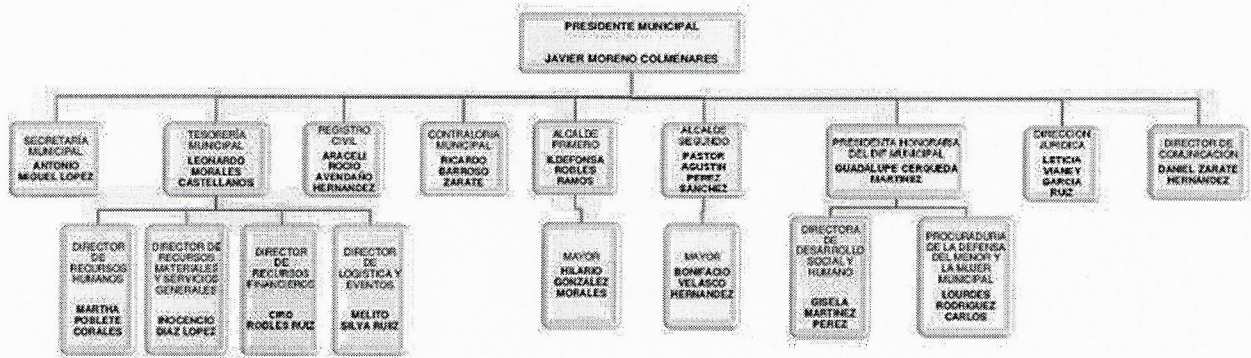 PRESIDENTE MUNICIPAL
JAVIER MORENO COLMENARES
SECRETARÍA
MUNICIPAL
ANTONIO
MIGUEL LOPEZ
TESORERÍA
MUNICIPAL
LEONARDO
MORALES
CASTELLANOS
REGISTRO
CIVIL
ARACELI
ROCIO
AVENDAÑO
HERNANDEZ
CONTRALORIA
MUNICIPAL
RICARDO
BARROSO
ZARATE
ALCALDE
PRIMERO
ILDEFONSA
ROBLES
RAMOS
ALCALDE
SEGUNDO
PASTOR
AGUSTIN
PEREZ
SANCHEZ
PRESIDENTA HONORARIA
DEL DIF MUNICIPAL
GUADALUPE CERQUEDA
MARTINEZ
DIRECCION
JURIDICA
LETICIA
VIANEY
GARCIA
RUIZ
DIRECTOR DE
COMUNICACIÓN
DANIEL ZARATE
HERNANDEZ
DIRECTOR
DE
RECURSOS
HUMANOS
MARTHA
POBLETE
CORALES
DIRECTOR DE
RECURSOS
MATERIALES
Y SERVICIOS
GENERALES
INOCENCIO
DIAZ LOPEZ
DIRECTOR
DE
RECURSOS
FINANCIEROS
CIRO
ROBLES RUIZ
DIRECTOR
DE
LOGISTICA Y
EVENTOS
MELITO
SILVA RUIZ
MAYOR
HILARIO
GONZALEZ
MORALES
MAYOR
BONIFACIO
VELASCO
HERNANDEZ
DIRECTORA
DE
DESARROLLO
SOCIAL Y
HUMANO
GISELA
MARTINEZ
PEREZ
PROCURADURIA
DE LA DEFENSA
DEL MENOR Y
LA MUJER
MUNICIPAL
LOURDES
RODRIGUEZ
CARLOS